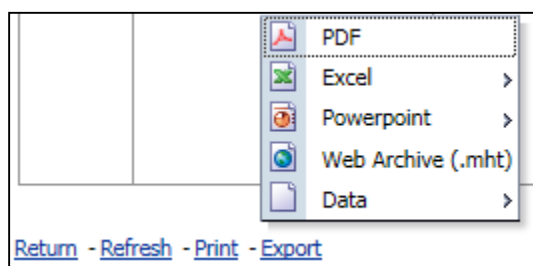 PDF
Excel
Powerpoint
Web Archive (.mht)
Data
Return - Refresh - Print - Export